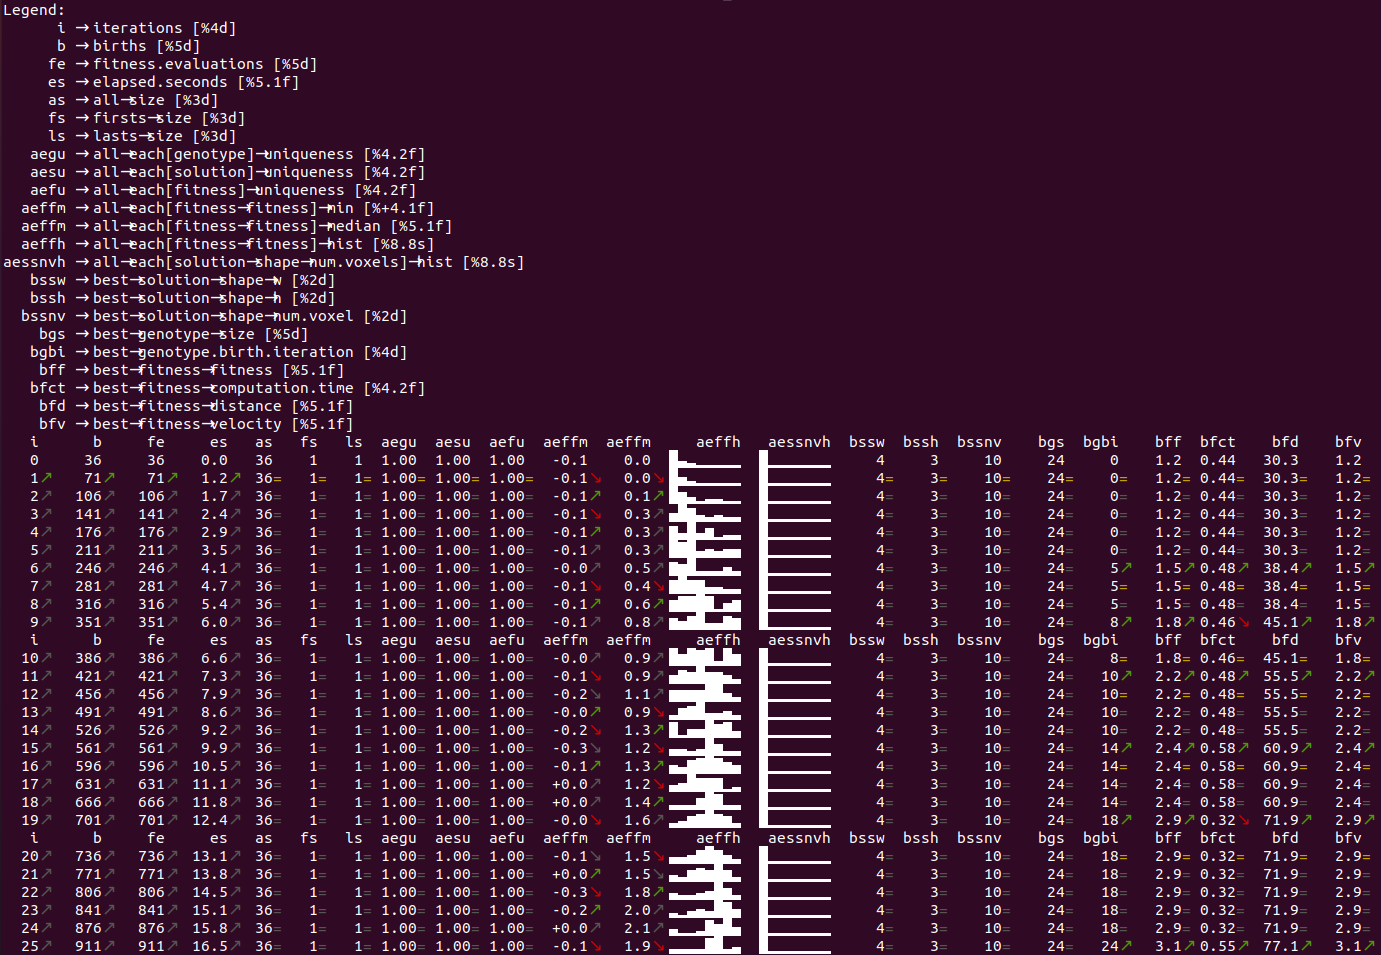 Legend:
i → iterations [%4d]
b → births [%5d]
fe → fitness.evaluations [%5d]
es → elapsed.seconds [%5.1f]
as → all→size [%3d]
fs → firsts→size [%3d]
ls → lasts→size [%3d]
aegu → all→each[genotype]→uniqueness [%4.2f]
aesu → all→each[solution]→uniqueness [%4.2f]
aefu → all→each[fitness]→uniqueness [%4.2f]
aeffm → all→each[fitness→fitness]→min [%+4.1f]
aeffm → all→each[fitness→fitness]→median [%5.1f]
aeffh → all→each[fitness→fitness]→hist [%8.8s]
aessnvh → all→each[solution→shape→num.voxels]→hist [%8.8s]
bssw → best→solution→shape→w [%2d]
bssh → best→solution→shape→h [%2d]
bssnv → best→solution→shape→num.voxel [%2d]
bgs → best→genotype→size [%5d]
bgbi → best→genotype.birth.iteration [%4d]
bff → best→fitness→fitness [%5.1f]
bfct → best→fitness→computation.time [%4.2f]
bfd → best→fitness→distance [%5.1f]
bfv → best→fitness→velocity [%5.1f]
i b fe es as fs ls aegu aesu aefu aeffm aeffm aeffh aessnvh bssw bssh bssnv bgs bgbi bff bfct bfd bfv
0 36 36 0.0 36 1 1 1.00 1.00 1.00 -0.1 0.0 4 3 10 24 0 1.2 0.44 30.3 1.2
1↗ 71↗ 71↗ 1.2↗ 36= 1= 1= 1.00= 1.00= 1.00= -0.1↘ 0.0↘ 4= 3= 10= 24= 0= 1.2= 0.44= 30.3= 1.2=
2↗ 106↗ 106↗ 1.7↗ 36= 1= 1= 1.00= 1.00= 1.00= -0.1↗ 0.1↗ 4= 3= 10= 24= 0= 1.2= 0.44= 30.3= 1.2=
3↗ 141↗ 141↗ 2.4↗ 36= 1= 1= 1.00= 1.00= 1.00= -0.1↘ 0.3↗ 4= 3= 10= 24= 0= 1.2= 0.44= 30.3= 1.2=
4↗ 176↗ 176↗ 2.9↗ 36= 1= 1= 1.00= 1.00= 1.00= -0.1↗ 0.3↗ 4= 3= 10= 24= 0= 1.2= 0.44= 30.3= 1.2=
5↗ 211↗ 211↗ 3.5↗ 36= 1= 1= 1.00= 1.00= 1.00= -0.1↗ 0.3↗ 4= 3= 10= 24= 0= 1.2= 0.44= 30.3= 1.2=
6↗ 246↗ 246↗ 4.1↗ 36= 1= 1= 1.00= 1.00= 1.00= -0.0↗ 0.5↗ 4= 3= 10= 24= 5↗ 1.5↗ 0.48↗ 38.4↗ 1.5↗
7↗ 281↗ 281↗ 4.7↗ 36= 1= 1= 1.00= 1.00= 1.00= -0.1↘ 0.4↘ 4= 3= 10= 24= 5= 1.5= 0.48= 38.4= 1.5=
8↗ 316↗ 316↗ 5.4↗ 36= 1= 1= 1.00= 1.00= 1.00= -0.1↗ 0.6↗ 4= 3= 10= 24= 5= 1.5= 0.48= 38.4= 1.5=
9↗ 351↗ 351↗ 6.0↗ 36= 1= 1= 1.00= 1.00= 1.00= -0.1↗ 0.8↗ 4= 3= 10= 24= 8↗ 1.8↗ 0.46↘ 45.1↗ 1.8↗
i b fe es as fs ls aegu aesu aefu aeffm aeffm aeffh aessnvh bssw bssh bssnv bgs bgbi bff bfct bfd bfv
10↗ 386↗ 386↗ 6.6↗ 36= 1= 1= 1.00= 1.00= 1.00= -0.0↗ 0.9↗ 4= 3= 10= 24= 8= 1.8= 0.46= 45.1= 1.8=
11↗ 421↗ 421↗ 7.3↗ 36= 1= 1= 1.00= 1.00= 1.00= -0.1↘ 0.9↗ 4= 3= 10= 24= 10↗ 2.2↗ 0.48↗ 55.5↗ 2.2↗
12↗ 456↗ 456↗ 7.9↗ 36= 1= 1= 1.00= 1.00= 1.00= -0.2↘ 1.1↗ 4= 3= 10= 24= 10= 2.2= 0.48= 55.5= 2.2=
13↗ 491↗ 491↗ 8.6↗ 36= 1= 1= 1.00= 1.00= 1.00= -0.0↗ 0.9↘ 4= 3= 10= 24= 10= 2.2= 0.48= 55.5= 2.2=
14↗ 526↗ 526↗ 9.2↗ 36= 1= 1= 1.00= 1.00= 1.00= -0.2↘ 1.3↗ 4= 3= 10= 24= 10= 2.2= 0.48= 55.5= 2.2=
15↗ 561↗ 561↗ 9.9↗ 36= 1= 1= 1.00= 1.00= 1.00= -0.3↘ 1.2↘ 4= 3= 10= 24= 14↗ 2.4↗ 0.58↗ 60.9↗ 2.4↗
16↗ 596↗ 596↗ 10.5↗ 36= 1= 1= 1.00= 1.00= 1.00= -0.1↗ 1.3↗ 4= 3= 10= 24= 14= 2.4= 0.58= 60.9= 2.4=
17↗ 631↗ 631↗ 11.1↗ 36= 1= 1= 1.00= 1.00= 1.00= +0.0↗ 1.2↘ 4= 3= 10= 24= 14= 2.4= 0.58= 60.9= 2.4=
18↗ 666↗ 666↗ 11.8↗ 36= 1= 1= 1.00= 1.00= 1.00= +0.0↗ 1.4↗ 4= 3= 10= 24= 14= 2.4= 0.58= 60.9= 2.4=
19↗ 701↗ 701↗ 12.4↗ 36= 1= 1= 1.00= 1.00= 1.00= -0.0↘ 1.6↗ 4= 3= 10= 24= 18↗ 2.9↗ 0.32↘ 71.9↗ 2.9↗
i b fe es as fs ls aegu aesu aefu aeffm aeffm aeffh aessnvh bssw bssh bssnv bgs bgbi bff bfct bfd bfv
20↗ 736↗ 736↗ 13.1↗ 36= 1= 1= 1.00= 1.00= 1.00= -0.1↘ 1.5↘ 4= 3= 10= 24= 18= 2.9= 0.32= 71.9= 2.9=
21↗ 771↗ 771↗ 13.8↗ 36= 1= 1= 1.00= 1.00= 1.00= +0.0↗ 1.5↘ 4= 3= 10= 24= 18= 2.9= 0.32= 71.9= 2.9=
22↗ 806↗ 806↗ 14.5↗ 36= 1= 1= 1.00= 1.00= 1.00= -0.3↘ 1.8↗ 4= 3= 10= 24= 18= 2.9= 0.32= 71.9= 2.9=
23↗ 841↗ 841↗ 15.1↗ 36= 1= 1= 1.00= 1.00= 1.00= -0.2↗ 2.0↗ 4= 3= 10= 24= 18= 2.9= 0.32= 71.9= 2.9=
24↗ 876↗ 876↗ 15.8↗ 36= 1= 1= 1.00= 1.00= 1.00= +0.0↗ 2.1↗ 4= 3= 10= 24= 18= 2.9= 0.32= 71.9= 2.9=
25↗ 911↗ 911↗ 16.5↗ 36= 1= 1= 1.00= 1.00= 1.00= -0.1↘ 1.9↘ 4= 3= 10= 24= 24↗ 3.1↗ 0.55↗ 77.1↗ 3.1↗